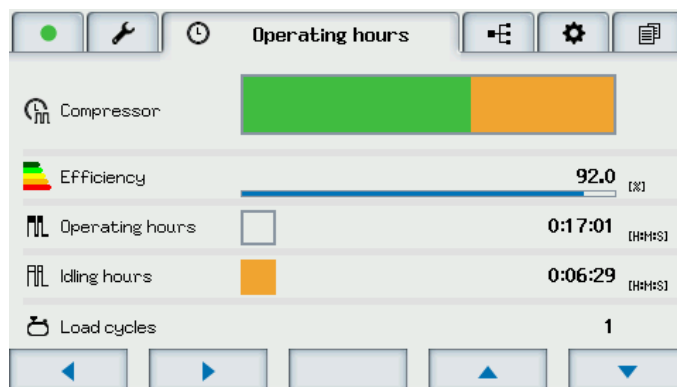 Operating hours
Compressor
Efficiency 92.0 [%]
Operating hours 0:17:01 [H:M:S]
Idling hours 0:06:29 [H:M:S]
Load cycles 1